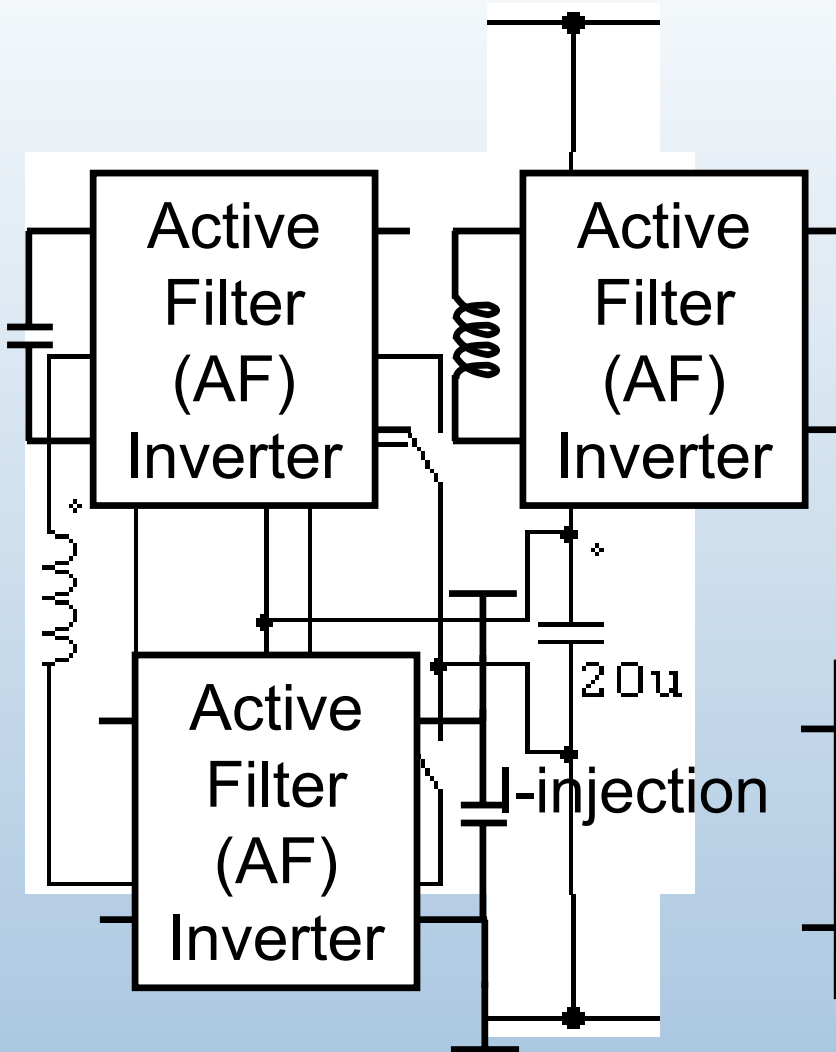 Active
Filter
(AF)
Inverter
Active
Filter
(AF)
Inverter
20u
Active
Filter
(AF)
Inverter
I-injection